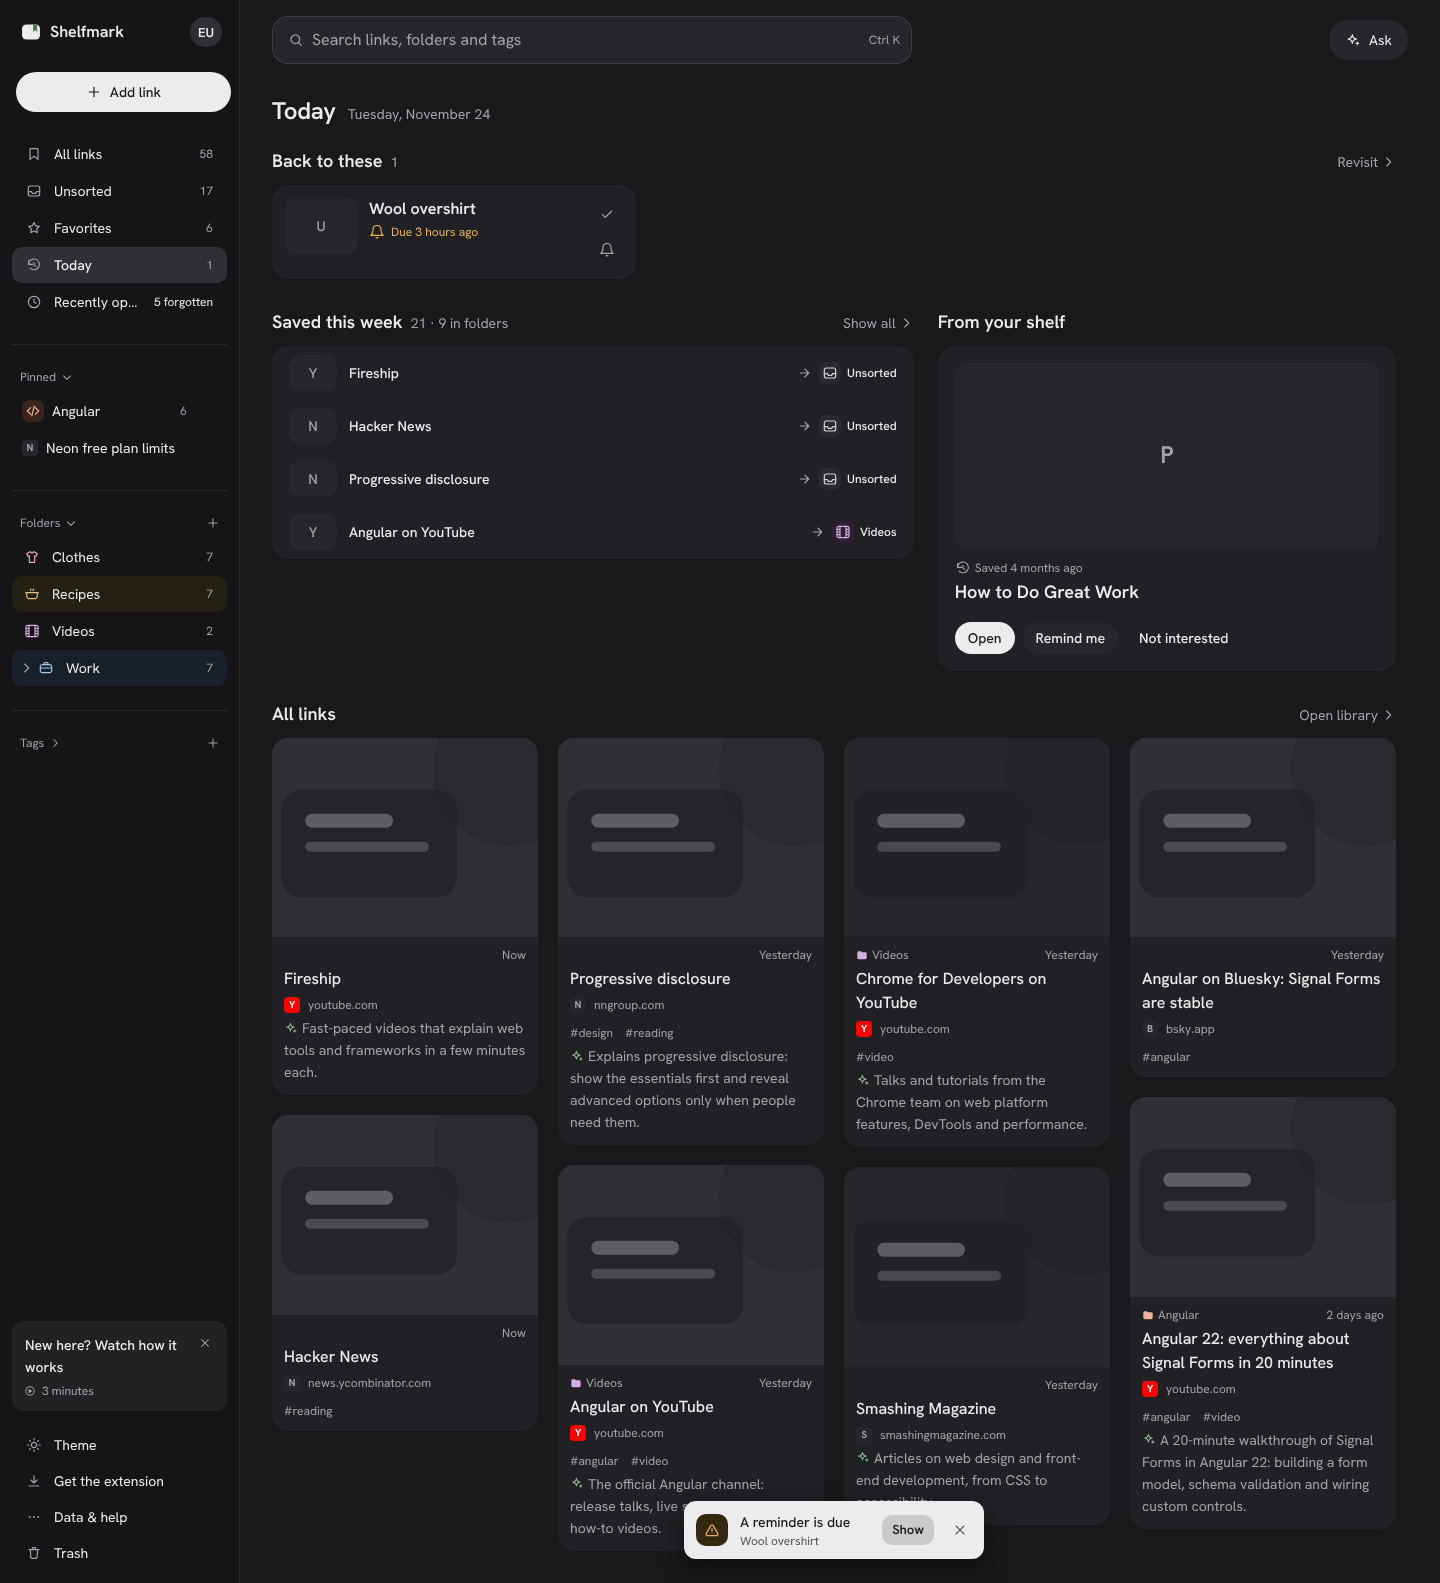 Shelfmark
EU
Add link
All links 58
Unsorted 17
Favorites 6
Today 1
Recently op... 5 forgotten
Pinned
Angular 6
N Neon free plan limits
Folders
Clothes 7
Recipes 7
Videos 2
Work 7
Tags
New here? Watch how it
works
3 minutes
Theme
Get the extension
Data & help
Trash
Search links, folders and tags Ctrl K
Ask
Today Tuesday, November 24
Back to these 1 Revisit
U
Wool overshirt
Due 3 hours ago
Saved this week 21 · 9 in folders Show all
Y Fireship Unsorted
N Hacker News Unsorted
N Progressive disclosure Unsorted
Y Angular on YouTube Videos
From your shelf
P
Saved 4 months ago
How to Do Great Work
Open Remind me Not interested
All links Open library
Now
Fireship
Y youtube.com
Fast-paced videos that explain web
tools and frameworks in a few minutes
each.
Now
Hacker News
N news.ycombinator.com
#reading
Yesterday
Progressive disclosure
N nngroup.com
#design #reading
Explains progressive disclosure:
show the essentials first and reveal
advanced options only when people
need them.
Videos Yesterday
Angular on YouTube
Y youtube.com
#angular #video
The official Angular channel:
release talks, live
how-to videos.
Videos Yesterday
Chrome for Developers on
YouTube
Y youtube.com
#video
Talks and tutorials from the
Chrome team on web platform
features, DevTools and performance.
Yesterday
Smashing Magazine
S smashingmagazine.com
Articles on web design and front-
end development, from CSS to
Yesterday
Angular on Bluesky: Signal Forms
are stable
B bsky.app
#angular
Angular 2 days ago
Angular 22: everything about
Signal Forms in 20 minutes
Y youtube.com
#angular #video
A 20-minute walkthrough of Signal
Forms in Angular 22: building a form
model, schema validation and wiring
custom controls.
A reminder is due
Wool overshirt
Show